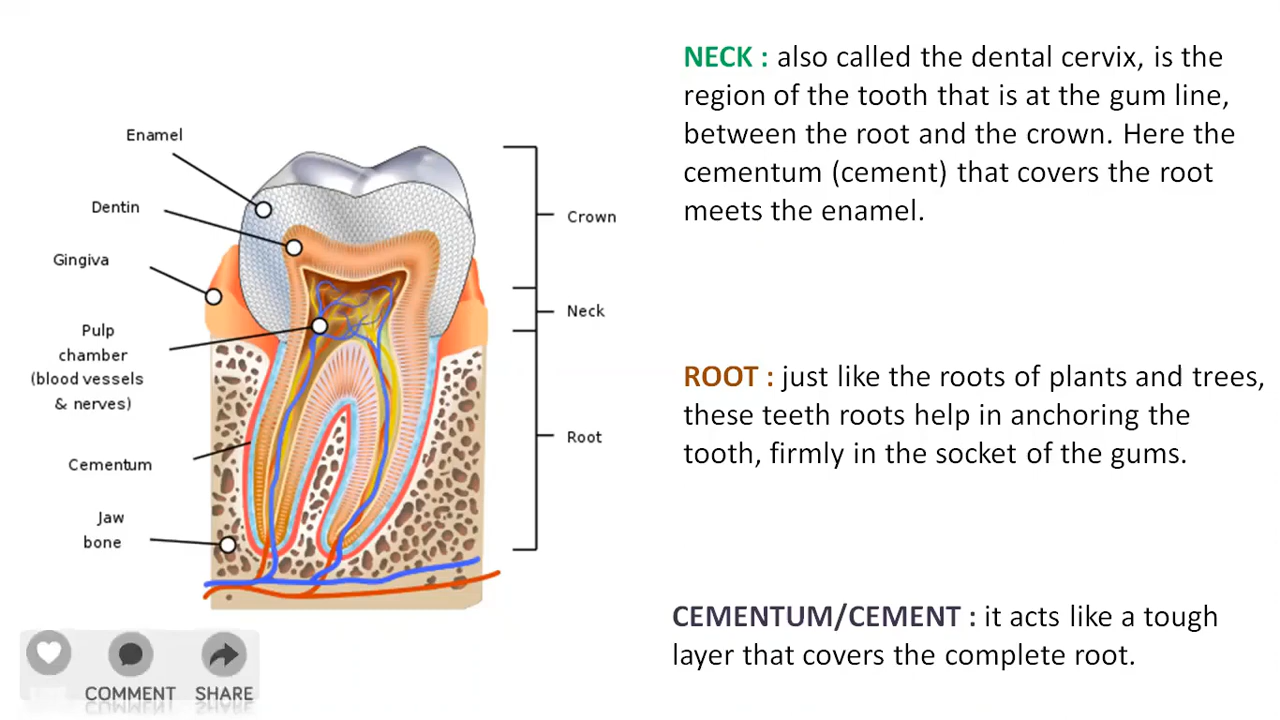 Enamel
Dentin
Gingiva
Pulp
chamber
(blood vessels
& nerves)
Cementum
Jaw
bone
Crown
Neck
Root
NECK : also called the dental cervix, is the
region of the tooth that is at the gum line,
between the root and the crown. Here the
cementum (cement) that covers the root
meets the enamel.
ROOT : just like the roots of plants and trees,
these teeth roots help in anchoring the
tooth, firmly in the socket of the gums.
CEMENTUM/CEMENT : it acts like a tough
layer that covers the complete root.
COMMENT
SHARE